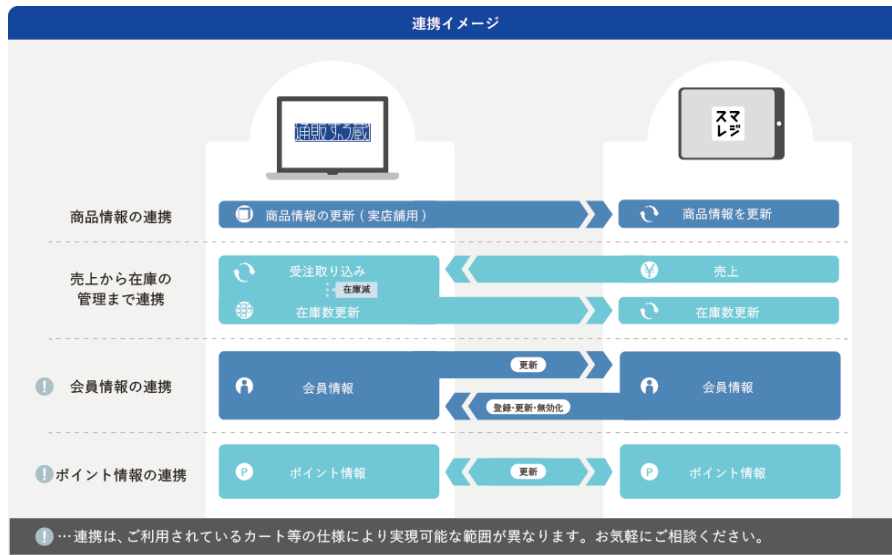 連携イメージ
通販する蔵
スマ
レジ
商品情報の連携
商品情報の更新 ( 実店舗用 )
商品情報を更新
売上から在庫の
管理まで連携
受注取り込み
¥
売上
在庫減
在庫数更新
在庫数更新
!
会員情報の連携
会員情報
更新
登録・更新・無効化
会員情報
!
ポイント情報の連携
P
ポイント情報
更新
P
ポイント情報
! …連携は、ご利用されているカート等の仕様により実現可能な範囲が異なります。お気軽にご相談ください。